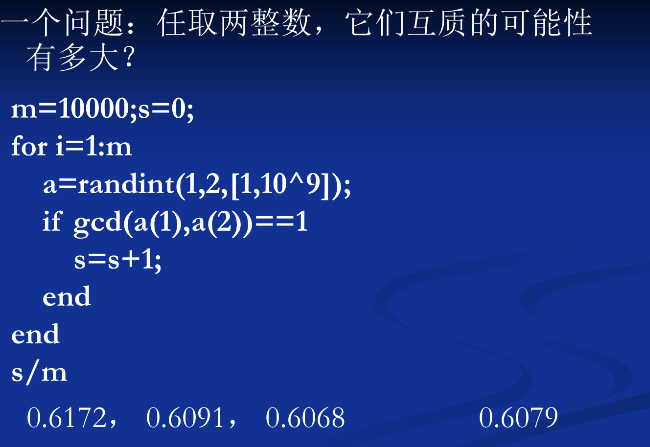 一个问题：任取两整数，它们互质的可能性
有多大？
m=10000;s=0;
for i=1:m
a=randint(1,2,[1,10^9]);
if gcd(a(1),a(2))==1
s=s+1;
end
end
s/m
0.6172， 0.6091， 0.6068 0.6079